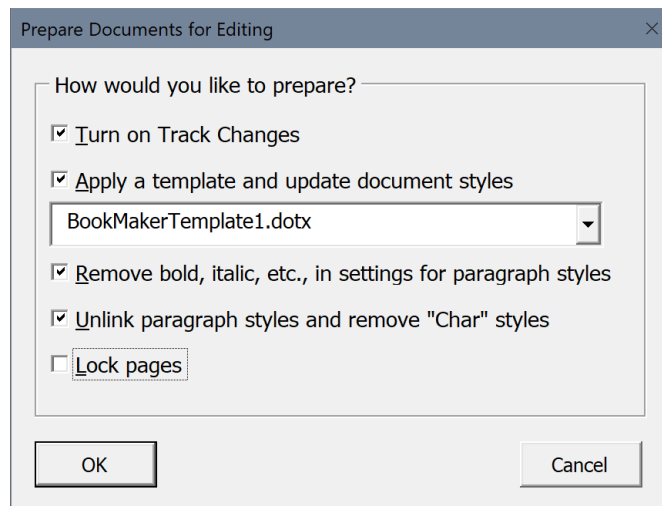 Prepare Documents for Editing
How would you like to prepare?
Turn on Track Changes
Apply a template and update document styles
BookMakerTemplate1.dotx
Remove bold, italic, etc., in settings for paragraph styles
Unlink paragraph styles and remove "Char" styles
Lock pages
OK
Cancel